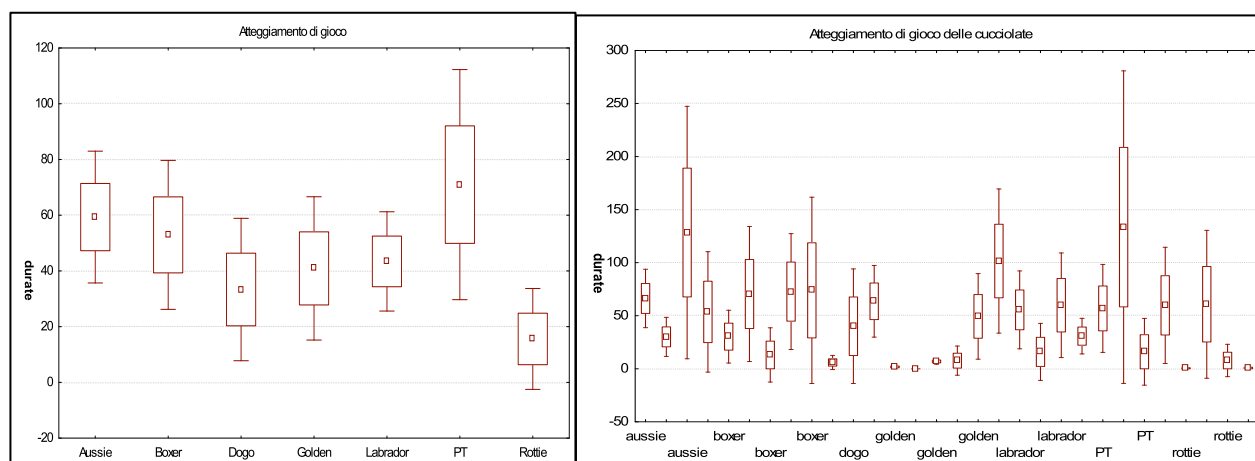 Atteggiamento di gioco
120
100
80
60
40
20
0
-20
durate
Aussie Boxer Dogo Golden Labrador PT Rottie
Atteggiamento di gioco delle cucciolate
300
250
200
150
100
50
0
-50
durate
aussie boxer boxer golden golden labrador PT rottie
aussie boxer dogo golden labrador PT rottie